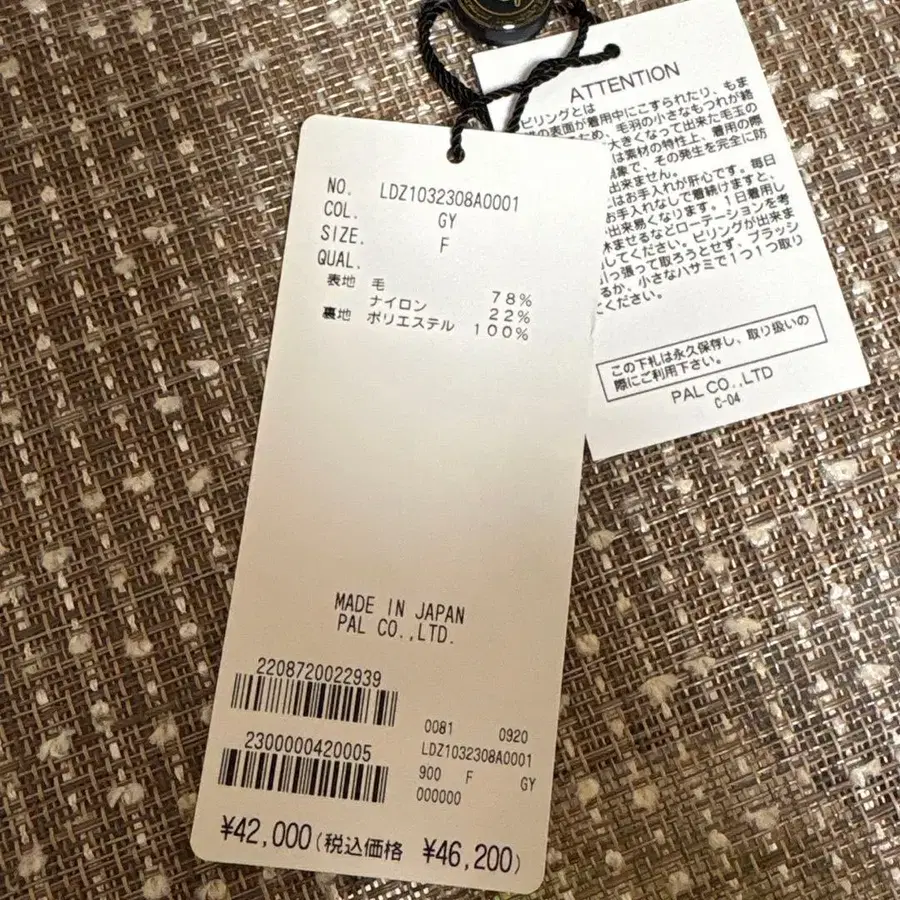 NO. LDZ1032308A0001
COL. GY
SIZE. F
QUAL.
表地 毛 78%
ナイロン 22%
裏地 ポリエステル 100%
MADE IN JAPAN
PAL CO.,LTD.
2208720022939
2300000420005
0081 0920
LDZ1032308A0001
900 F GY
000000
¥42,000(税込価格 ¥46,200)
ATTENTION
ピリングとは
の表面が着用中にこすられたり、もま
ため、毛羽の小さなもつれが絡
大きくなって出来た毛玉の
は素材の特性上、着用の際
現象で、その発生を完全に防
出来ません。
にはお手入れが肝心です。毎日
お手入れなしで着続けますと、
出来易くなります。1日着用し
休ませるなどローテーションを考
してください。ピリングが出来ま
引っ張って取ろうとせず、ブラッシ
るか、小さなハサミで1つ1つ取り
ください。
この下札は永久保存し、取り扱いの
際にご利用下さい。
PAL CO.,LTD
C-04